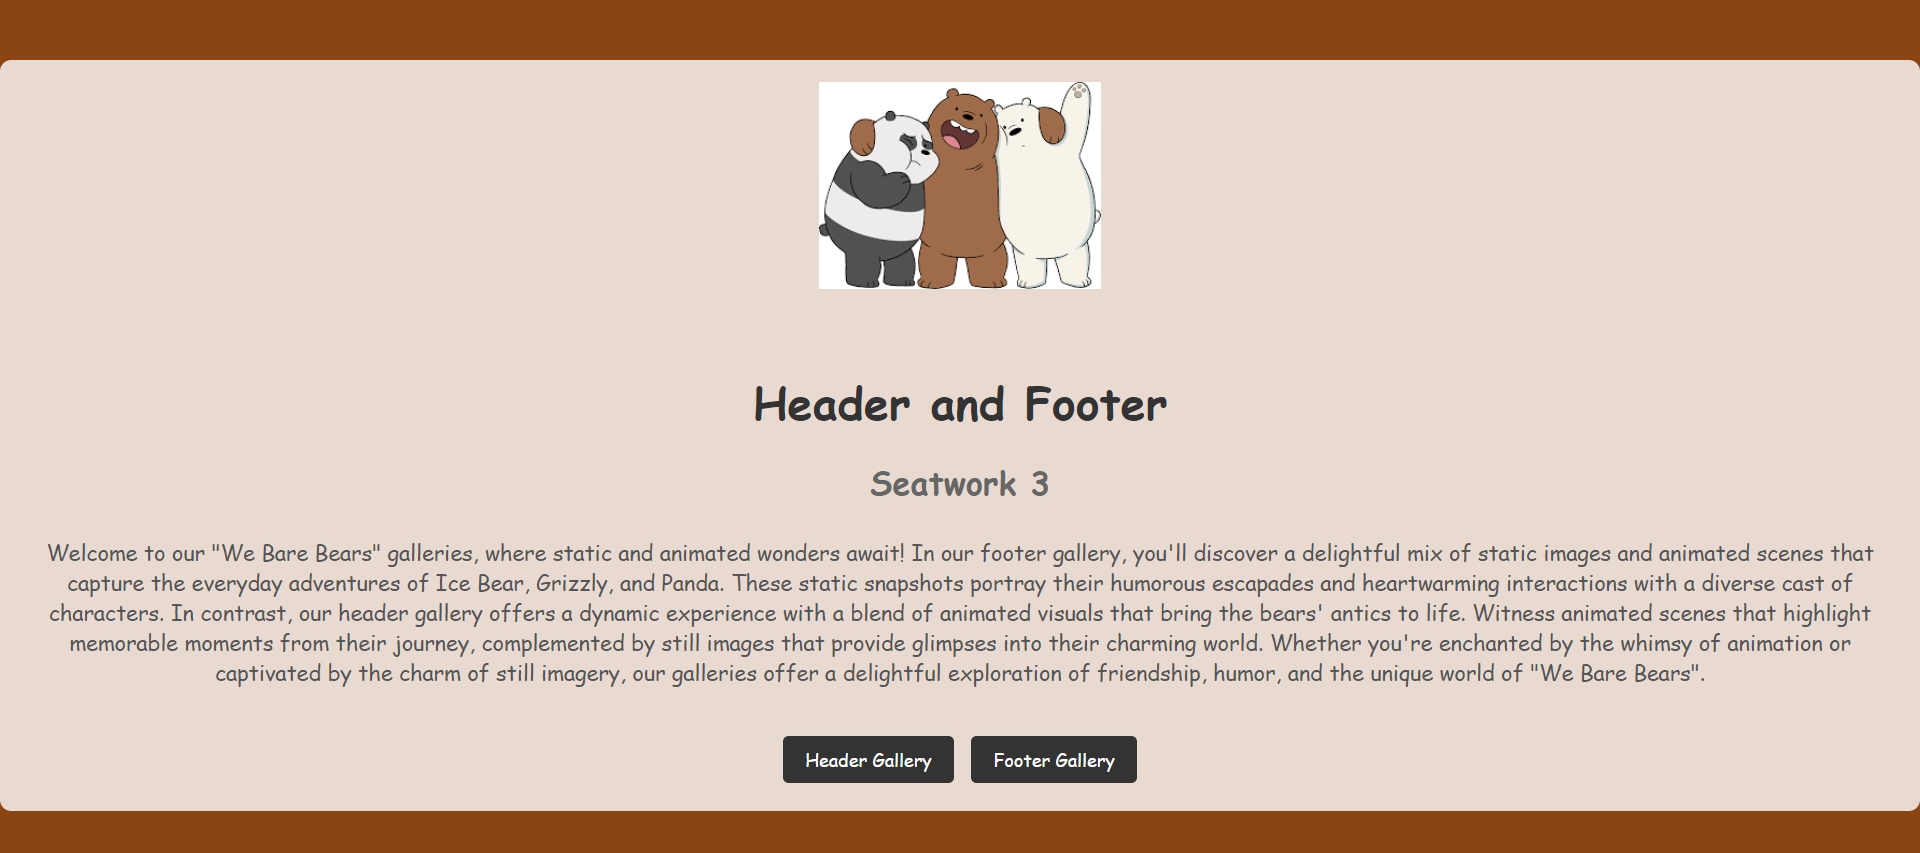 Header and Footer
Seatwork 3
Welcome to our "We Bare Bears" galleries, where static and animated wonders await! In our footer gallery, you'll discover a delightful mix of static images and animated scenes that
capture the everyday adventures of Ice Bear, Grizzly, and Panda. These static snapshots portray their humorous escapades and heartwarming interactions with a diverse cast of
characters. In contrast, our header gallery offers a dynamic experience with a blend of animated visuals that bring the bears' antics to life. Witness animated scenes that highlight
memorable moments from their journey, complemented by still images that provide glimpses into their charming world. Whether you're enchanted by the whimsy of animation or
captivated by the charm of still imagery, our galleries offer a delightful exploration of friendship, humor, and the unique world of "We Bare Bears".
Header Gallery
Footer Gallery